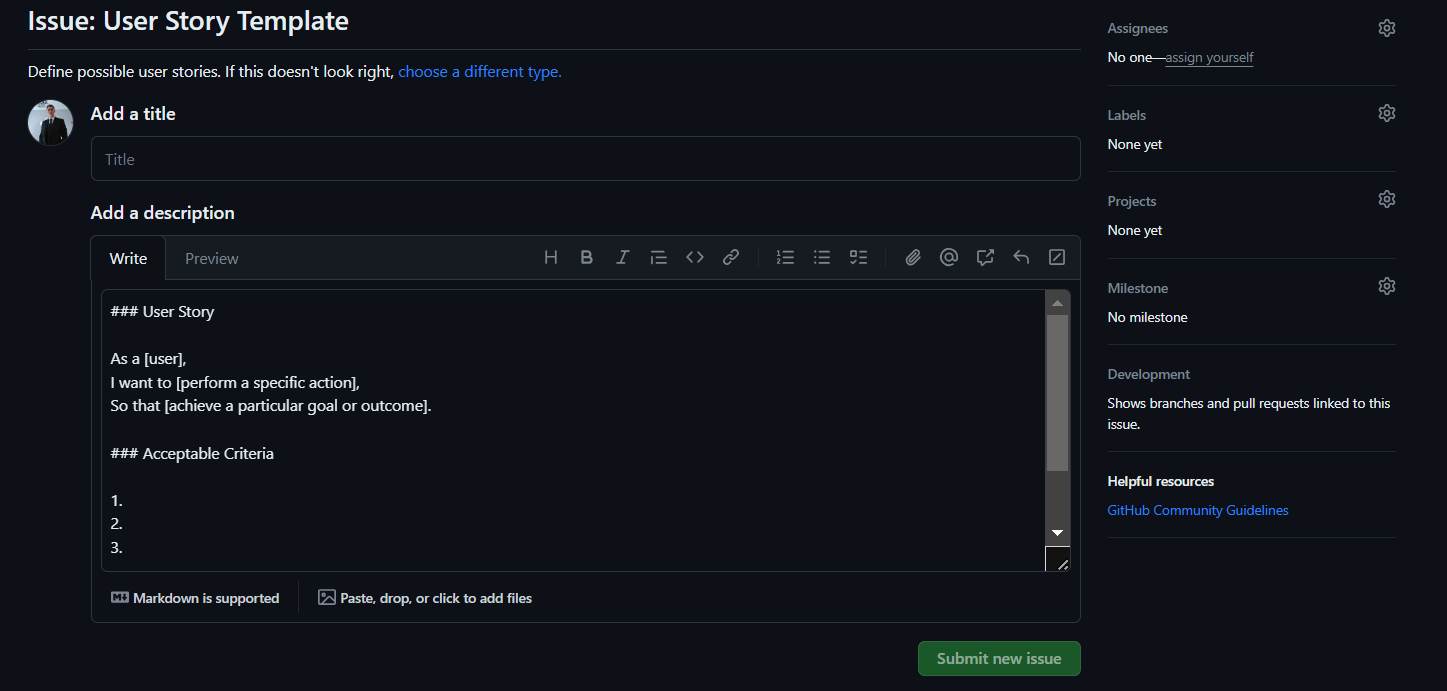 Issue: User Story Template
Define possible user stories. If this doesn't look right, choose a different type.
Add a title
Title
Add a description
Write
Preview
### User Story
As a [user],
I want to [perform a specific action],
So that [achieve a particular goal or outcome].
### Acceptable Criteria
1.
2.
3.
Markdown is supported
Paste, drop, or click to add files
Submit new issue
Assignees
No one—assign yourself
Labels
None yet
Projects
None yet
Milestone
No milestone
Development
Shows branches and pull requests linked to this
issue.
Helpful resources
GitHub Community Guidelines